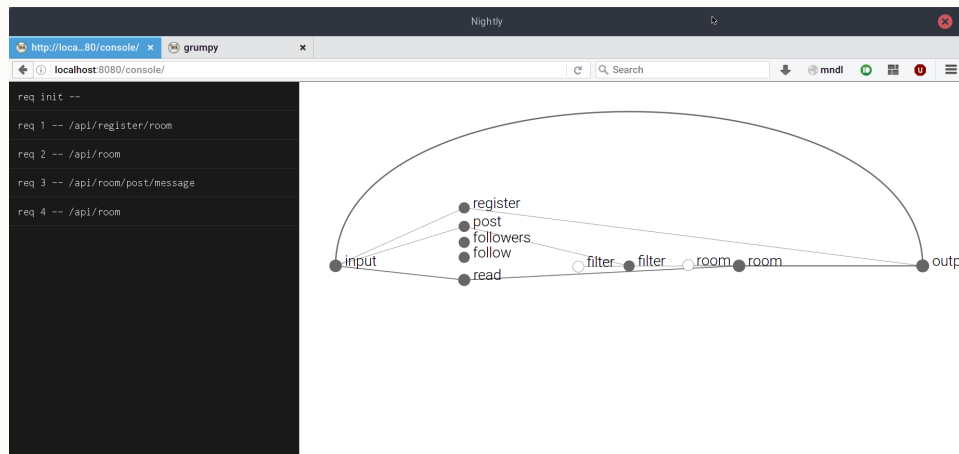 Nightly
http://loca...80/console/
grumpy
localhost:8080/console/
Search
mndl
req init --
req 1 -- /api/register/room
req 2 -- /api/room
req 3 -- /api/room/post/message
req 4 -- /api/room
register
post
followers
follow
input
filter
filter
room
room
outp
read